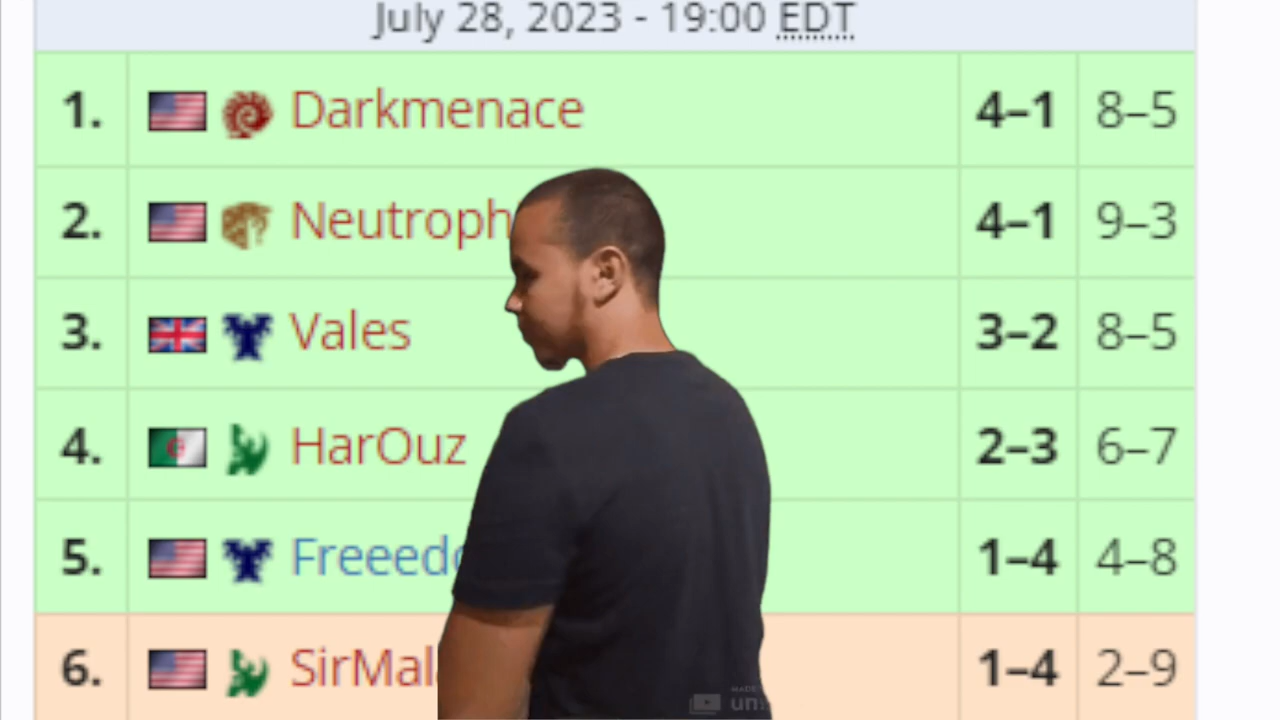 July 28, 2023 - 19:00 EDT
1. Darkmenace 4–1 8–5
2. Neutroph 4–1 9–3
3. Vales 3–2 8–5
4. HarOuz 2–3 6–7
5. Freeed 1–4 4–8
6. SirMal 1–4 2–9
MADE
un